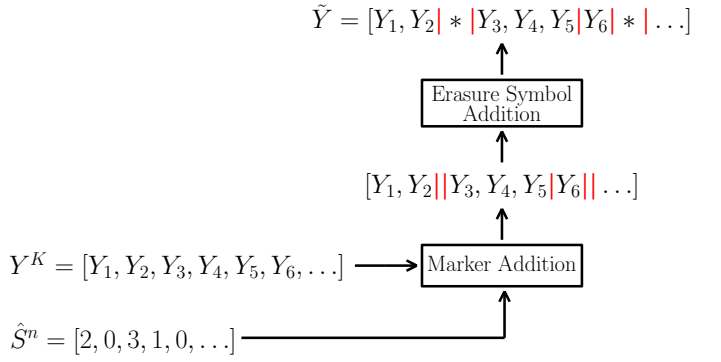 Ỹ = [Y₁, Y₂| * |Y₃, Y₄, Y₅|Y₆| * | …]
Erasure Symbol
Addition
[Y₁, Y₂||Y₃, Y₄, Y₅|Y₆|| …]
Yᴷ = [Y₁, Y₂, Y₃, Y₄, Y₅, Y₆, …]
Marker Addition
Ŝⁿ = [2, 0, 3, 1, 0, …]